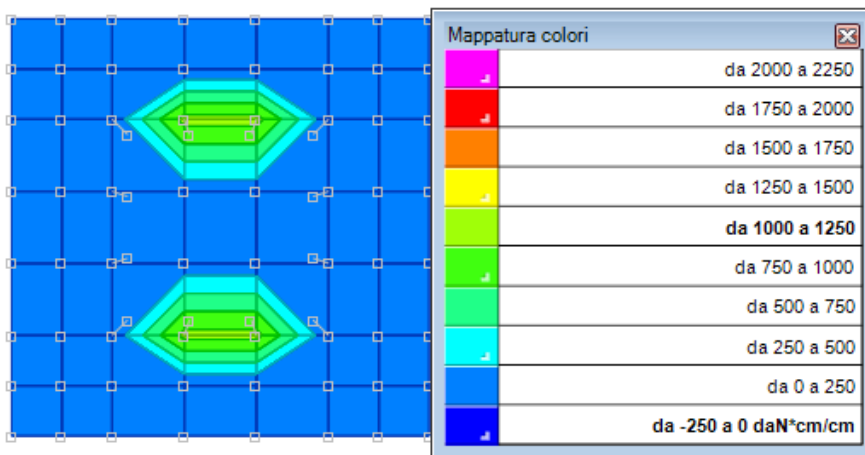 Mappatura colori
da 2000 a 2250
da 1750 a 2000
da 1500 a 1750
da 1250 a 1500
da 1000 a 1250
da 750 a 1000
da 500 a 750
da 250 a 500
da 0 a 250
da -250 a 0 daN*cm/cm